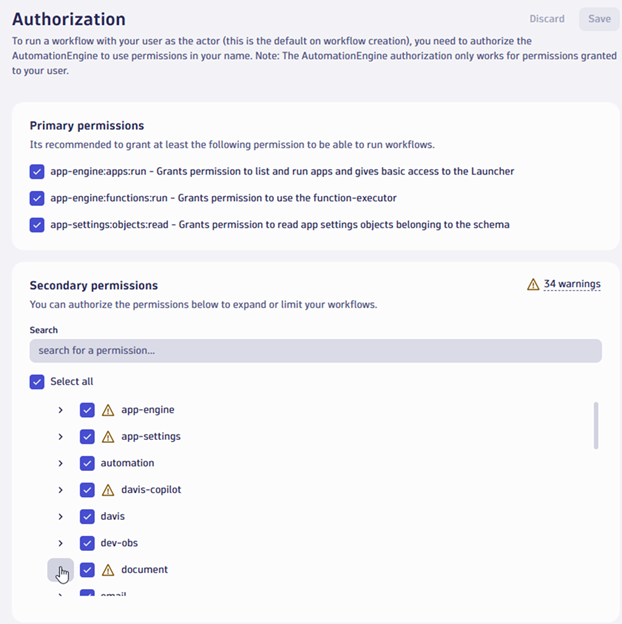 Authorization
Discard
Save
To run a workflow with your user as the actor (this is the default on workflow creation), you need to authorize the
AutomationEngine to use permissions in your name. Note: The AutomationEngine authorization only works for permissions granted
to your user.
Primary permissions
Its recommended to grant at least the following permission to be able to run workflows.
app-engine:apps:run - Grants permission to list and run apps and gives basic access to the Launcher
app-engine:functions:run - Grants permission to use the function-executor
app-settings:objects:read - Grants permission to read app settings objects belonging to the schema
Secondary permissions
34 warnings
You can authorize the permissions below to expand or limit your workflows.
Search
search for a permission...
Select all
app-engine
app-settings
automation
davis-copilot
davis
dev-obs
document
email